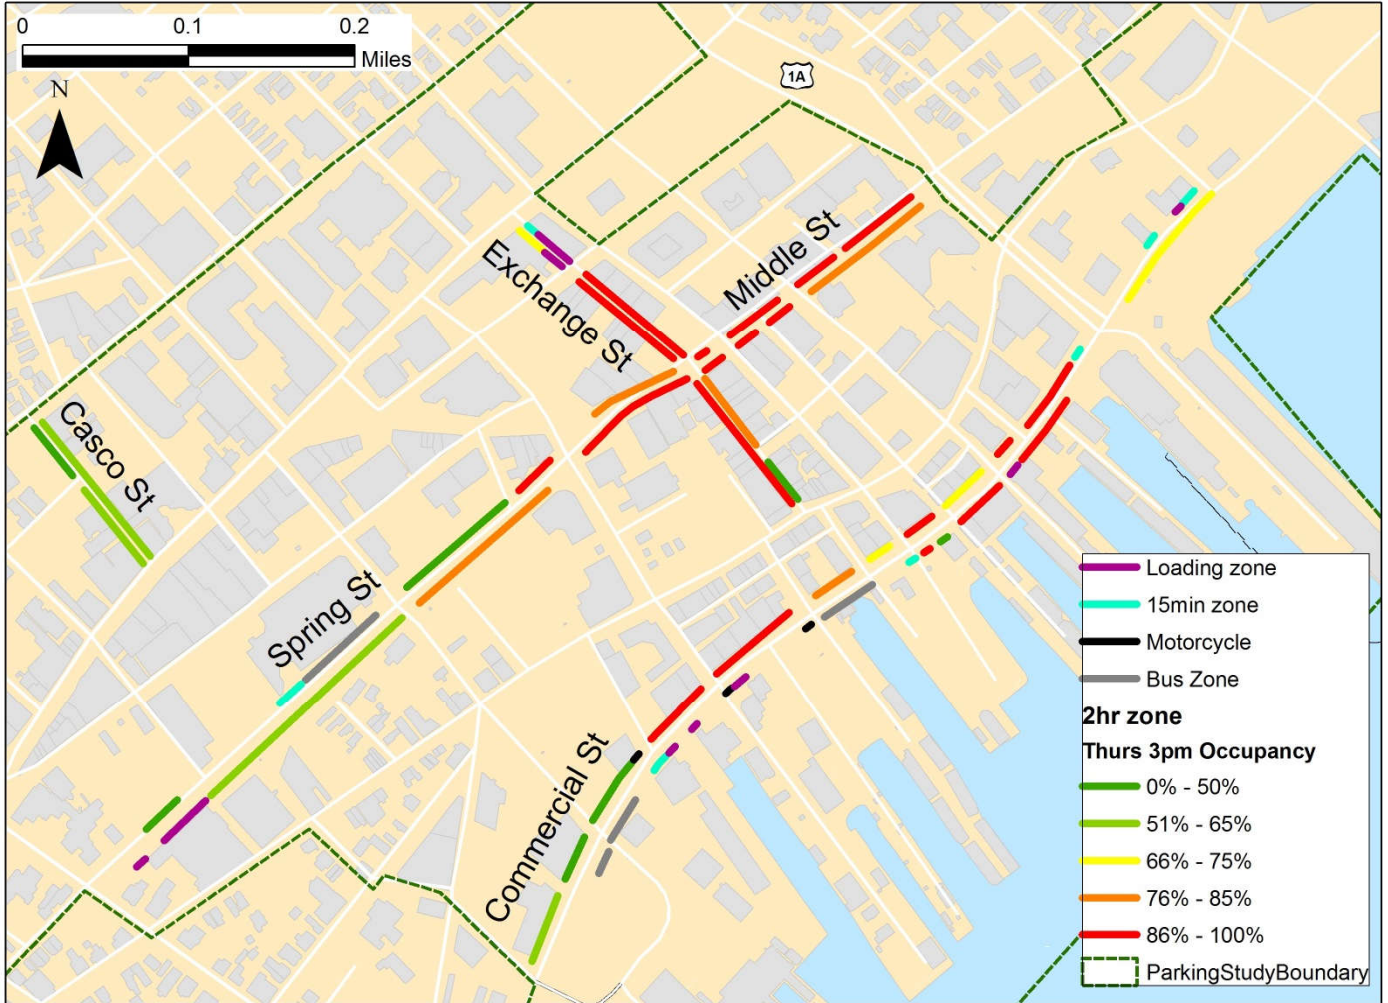 0 0.1 0.2
Miles
N
1A
Middle St
Exchange St
Casco St
Spring St
Commercial St
Loading zone
15min zone
Motorcycle
Bus Zone
2hr zone
Thurs 3pm Occupancy
0% - 50%
51% - 65%
66% - 75%
76% - 85%
86% - 100%
ParkingStudyBoundary